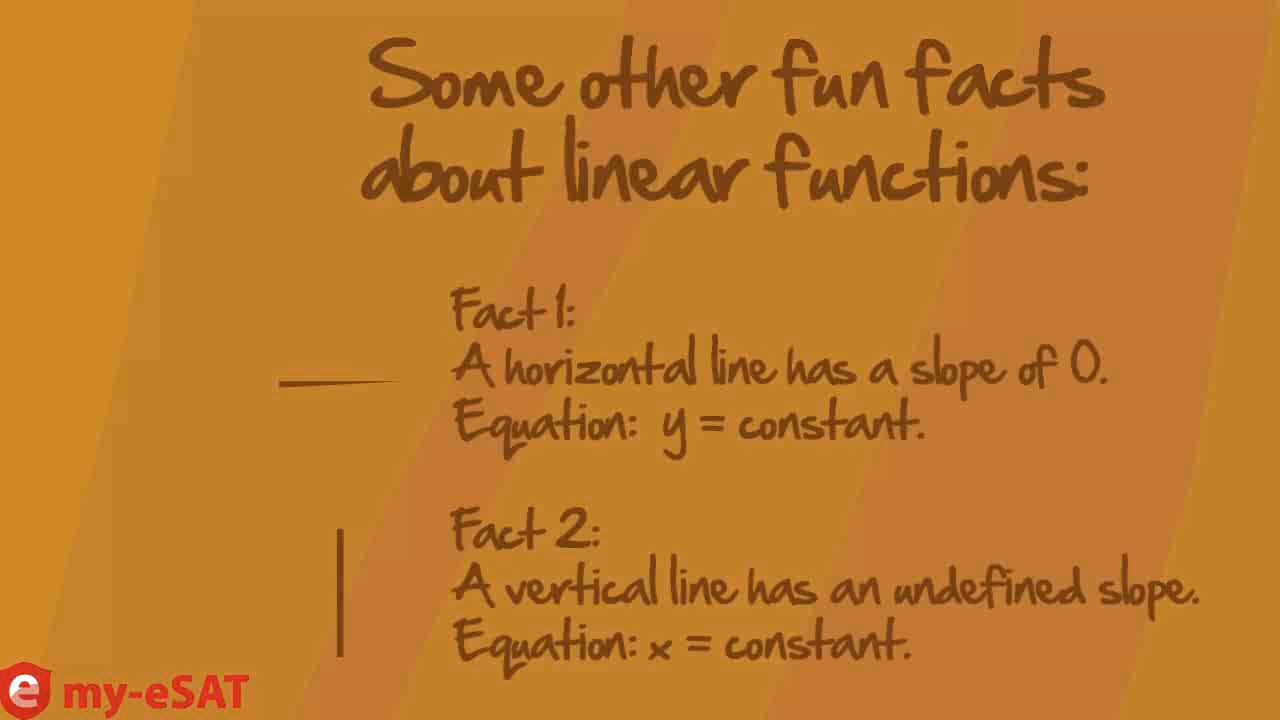 Some other fun facts
about linear functions:
Fact 1:
A horizontal line has a slope of 0.
Equation: y = constant.
Fact 2:
A vertical line has an undefined slope.
Equation: x = constant.
e my-eSAT